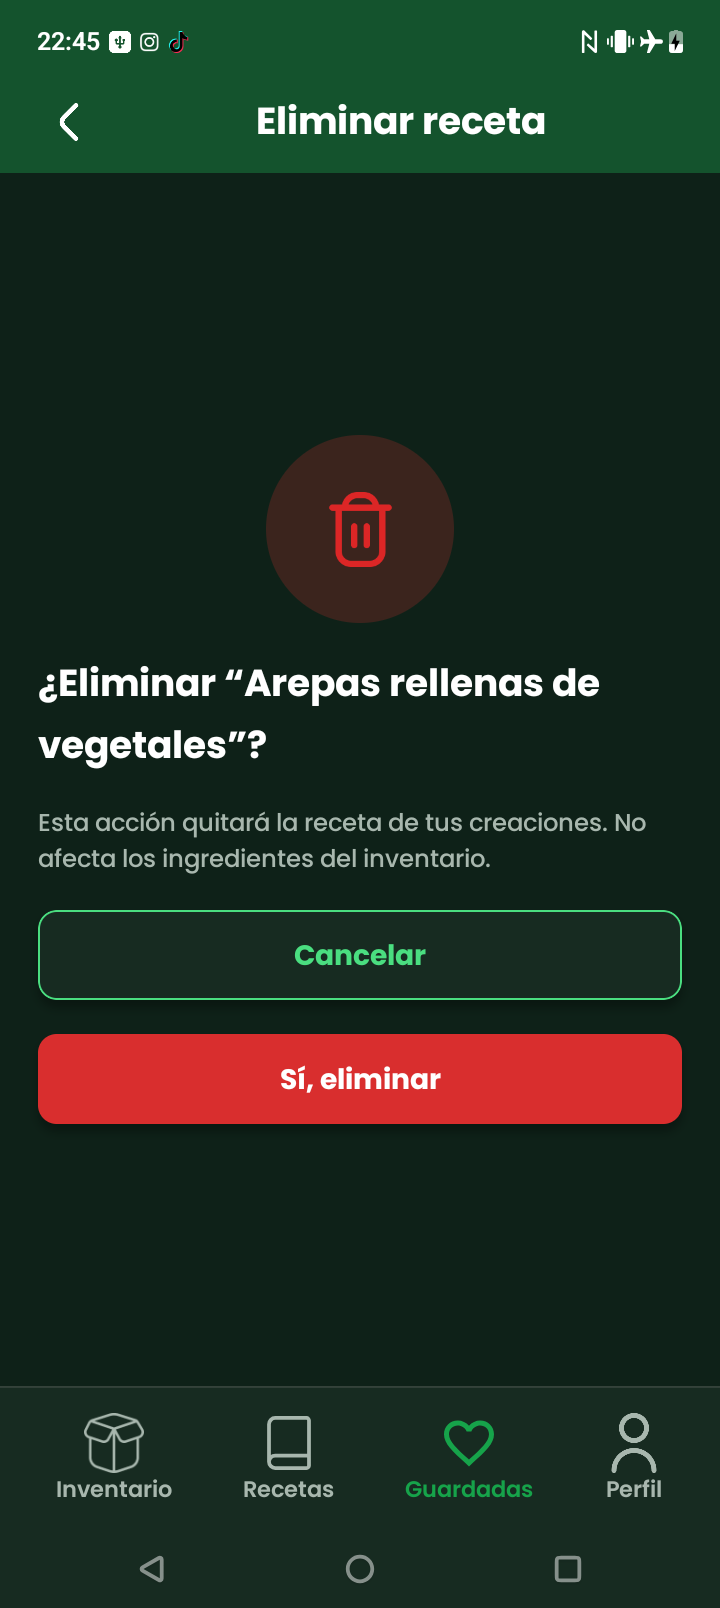 22:45
Eliminar receta
¿Eliminar “Arepas rellenas de
vegetales”?
Esta acción quitará la receta de tus creaciones. No
afecta los ingredientes del inventario.
Cancelar
Sí, eliminar
Inventario
Recetas
Guardadas
Perfil